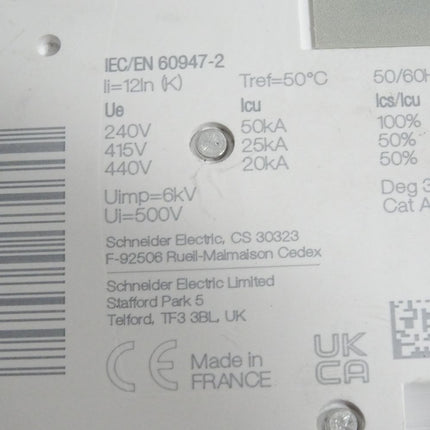 IEC/EN 60947-2
Ii=12In (K) Tref=50°C 50/60H
Ue Icu Ics/Icu
240V 50kA 100%
415V 25kA 50%
440V 20kA 50%
Uimp=6kV Deg 3
Ui=500V Cat A
Schneider Electric, CS 30323
F-92506 Rueil-Malmaison Cedex
Schneider Electric Limited
Stafford Park 5
Telford, TF3 3BL, UK
CE Made in FRANCE UK CA